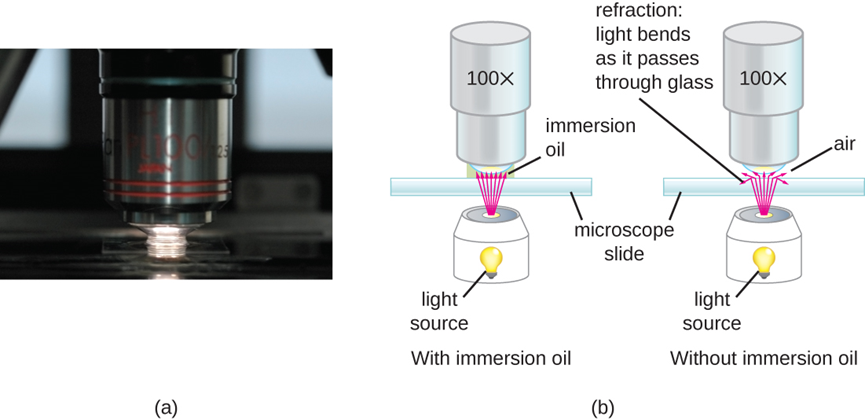 refraction:
light bends
as it passes
through glass
100×
100×
immersion
oil
air
microscope
slide
light
source
light
source
With immersion oil
Without immersion oil
(a)
(b)